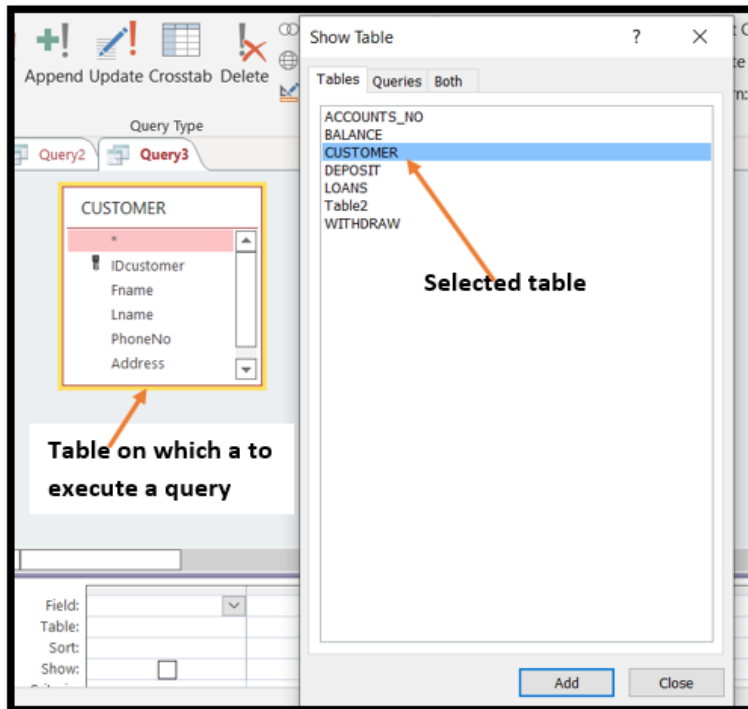 Append Update Crosstab Delete
Query Type
Query2
Query3
CUSTOMER
*
IDcustomer
Fname
Lname
PhoneNo
Address
Table on which a to
execute a query
Field:
Table:
Sort:
Show:
Show Table
?
Tables Queries Both
ACCOUNTS_NO
BALANCE
CUSTOMER
DEPOSIT
LOANS
Table2
WITHDRAW
Selected table
Add Close